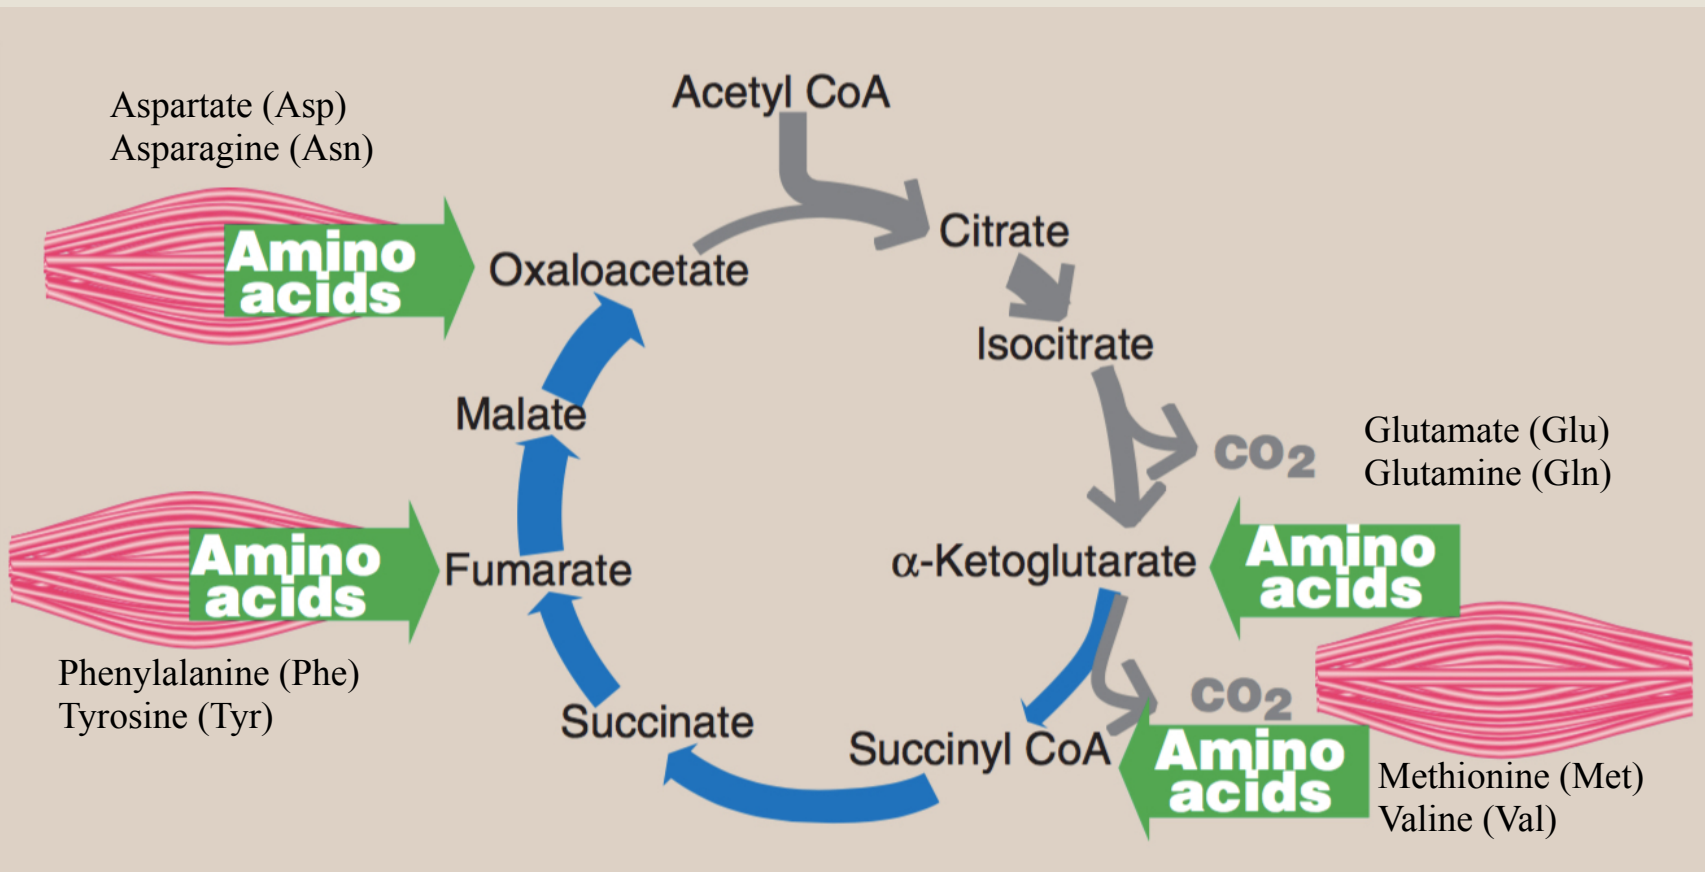 Acetyl CoA
Aspartate (Asp)
Asparagine (Asn)
Amino
acids
Oxaloacetate
Citrate
Isocitrate
Malate
CO2
Glutamate (Glu)
Glutamine (Gln)
Amino
acids
Fumarate
α-Ketoglutarate
Amino
acids
Phenylalanine (Phe)
Tyrosine (Tyr)
Succinate
Succinyl CoA
CO2
Amino
acids
Methionine (Met)
Valine (Val)